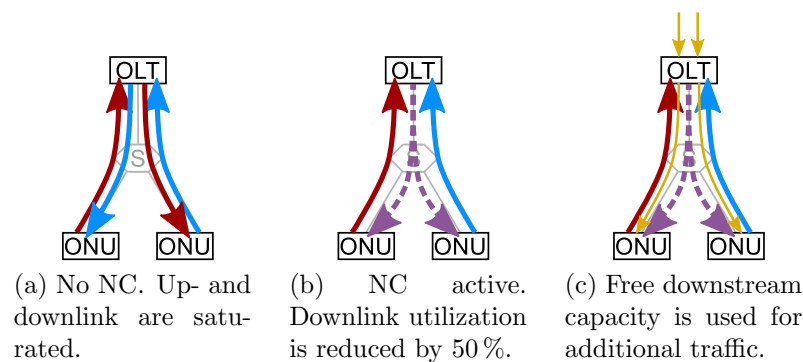 OLT
S
ONU
ONU
(a) No NC. Up- and
downlink are satu-
rated.
OLT
S
ONU
ONU
(b) NC active.
Downlink utilization
is reduced by 50 %.
OLT
S
ONU
ONU
(c) Free downstream
capacity is used for
additional traffic.